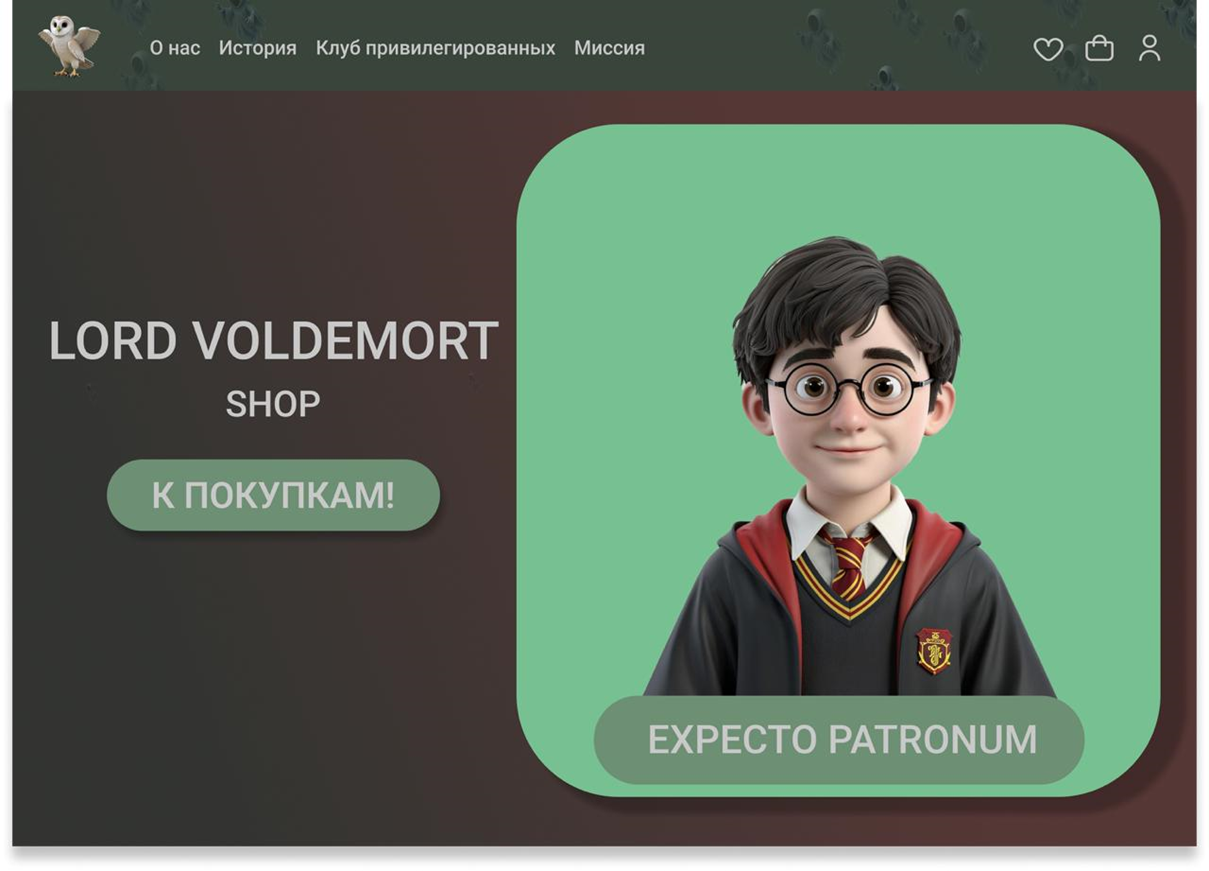 О нас История Клуб привилегированных Миссия
LORD VOLDEMORT
SHOP
К ПОКУПКАМ!
EXPECTO PATRONUM